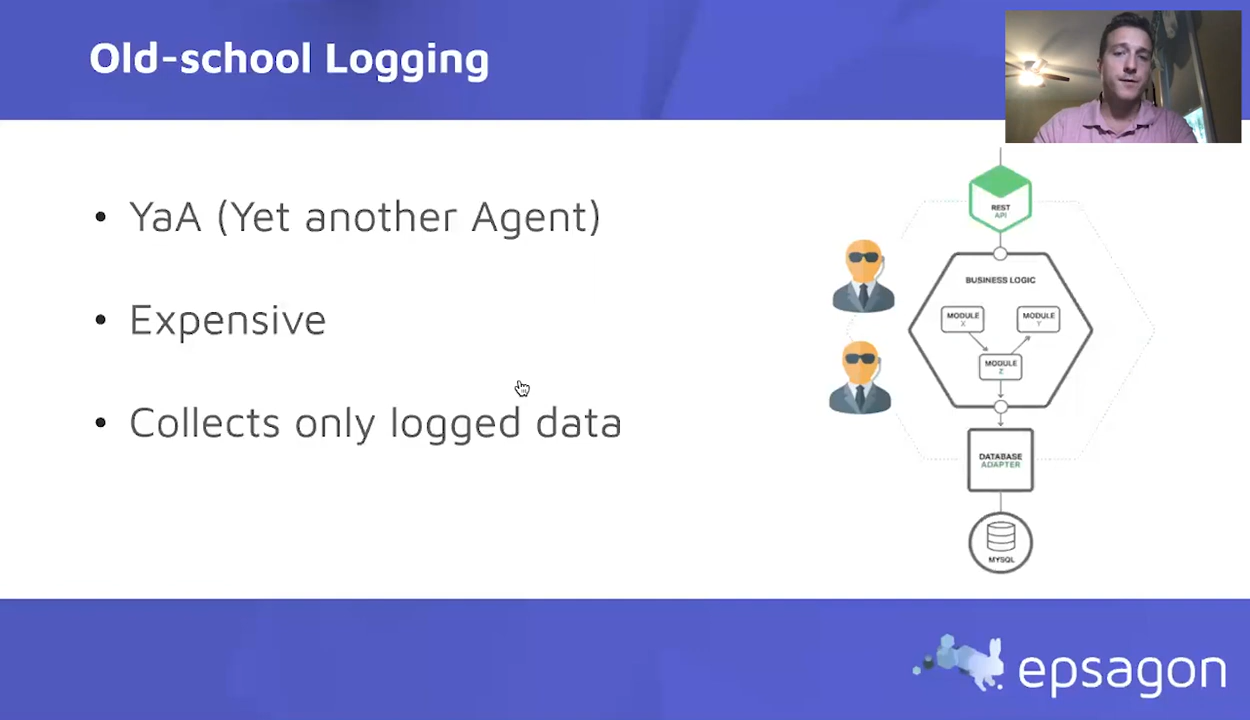 Old-school Logging
• YaA (Yet another Agent)
• Expensive
• Collects only logged data
REST
API
BUSINESS LOGIC
MODULE
X
MODULE
Y
MODULE
Z
DATABASE
ADAPTER
MYSQL
epsagon